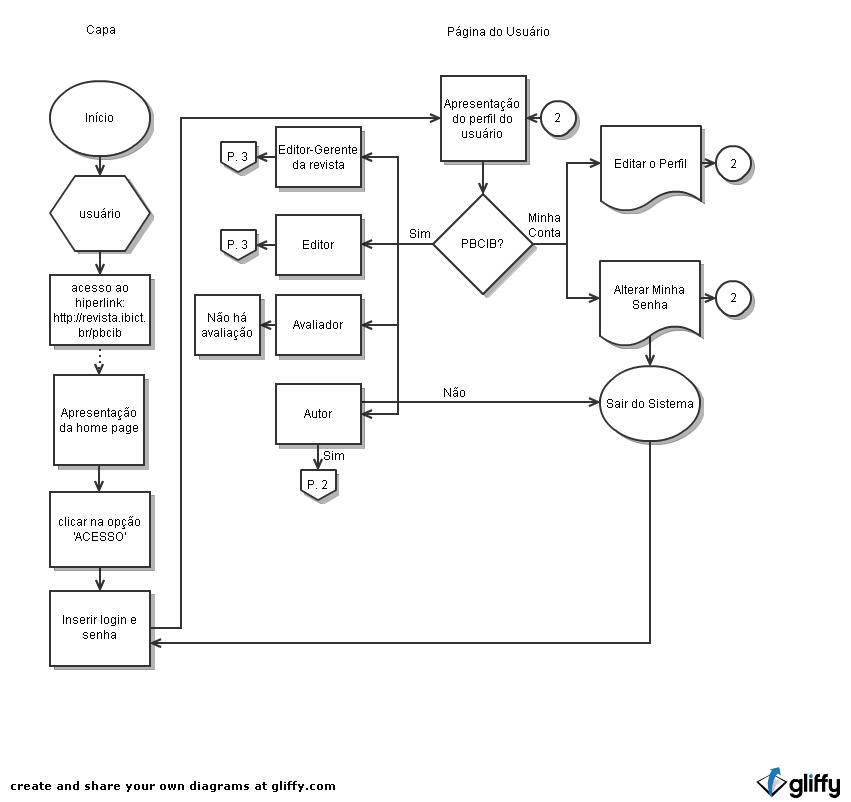 Capa
Página do Usuário
Início
usuário
acesso ao
hiperlink:
http://revista.ibict.
br/pbcib
Apresentação
da home page
clicar na opção
'ACESSO'
Inserir login e
senha
Apresentação
do perfil do
usuário
2
PBCIB?
Sim
Minha
Conta
Editor-Gerente
da revista
P. 3
Editor
P. 3
Avaliador
Não há
avaliação
Autor
Não
Sim
P. 2
Editar o Perfil
2
Alterar Minha
Senha
2
Sair do Sistema
create and share your own diagrams at gliffy.com
gliffy